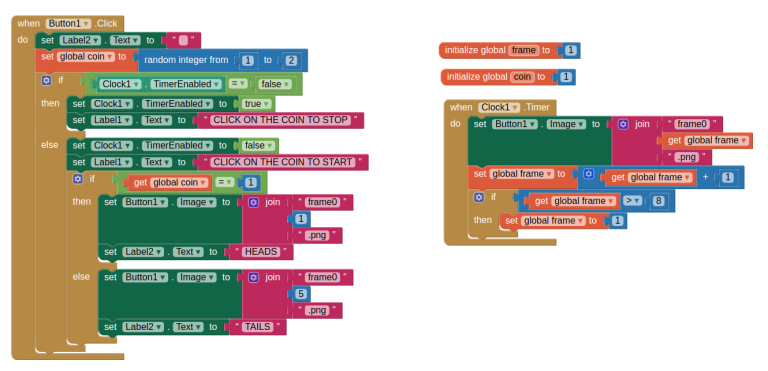 when Button1 .Click
do set Label2 . Text to " "
set global coin to random integer from 1 to 2
if Clock1 . TimerEnabled = false
then set Clock1 . TimerEnabled to true
set Label1 . Text to " CLICK ON THE COIN TO STOP "
else set Clock1 . TimerEnabled to false
set Label1 . Text to " CLICK ON THE COIN TO START "
if get global coin = 1
then set Button1 . Image to join " frame0 "
1
" .png "
set Label2 . Text to " HEADS "
else set Button1 . Image to join " frame0 "
5
" .png "
set Label2 . Text to " TAILS "
initialize global frame to 1
initialize global coin to 1
when Clock1 .Timer
do set Button1 . Image to join " frame0 "
get global frame
" .png "
set global frame to get global frame + 1
if get global frame > 8
then set global frame to 1